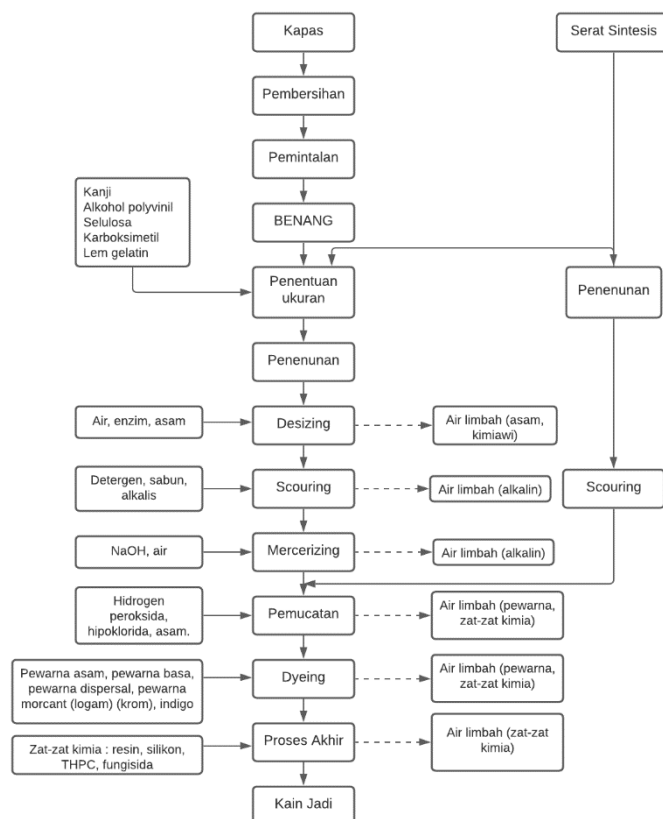 Kapas
Serat Sintesis
Pembersihan
Pemintalan
Kanji
Alkohol polyvinil
Selulosa
Karboksimetil
Lem gelatin
BENANG
Penentuan
ukuran
Penenunan
Penenunan
Air, enzim, asam
Desizing
Air limbah (asam,
kimiawi)
Detergen, sabun,
alkalis
Scouring
Air limbah (alkalin)
Scouring
NaOH, air
Mercerizing
Air limbah (alkalin)
Hidrogen
peroksida,
hipoklorida, asam.
Pemucatan
Air limbah (pewarna,
zat-zat kimia)
Pewarna asam, pewarna basa,
pewarna dispersal, pewarna
morcant (logam) (krom), indigo
Dyeing
Air limbah (pewarna,
zat-zat kimia)
Zat-zat kimia : resin, silikon,
THPC, fungisida
Proses Akhir
Air limbah (zat-zat
kimia)
Kain Jadi